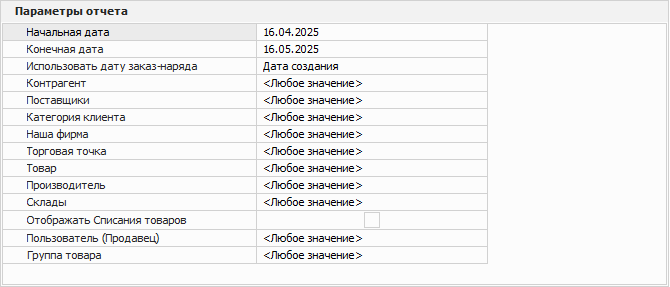 Параметры отчета
Начальная дата 16.04.2025
Конечная дата 16.05.2025
Использовать дату заказ-наряда Дата создания
Контрагент <Любое значение>
Поставщики <Любое значение>
Категория клиента <Любое значение>
Наша фирма <Любое значение>
Торговая точка <Любое значение>
Товар <Любое значение>
Производитель <Любое значение>
Склады <Любое значение>
Отображать Списания товаров
Пользователь (Продавец) <Любое значение>
Группа товара <Любое значение>